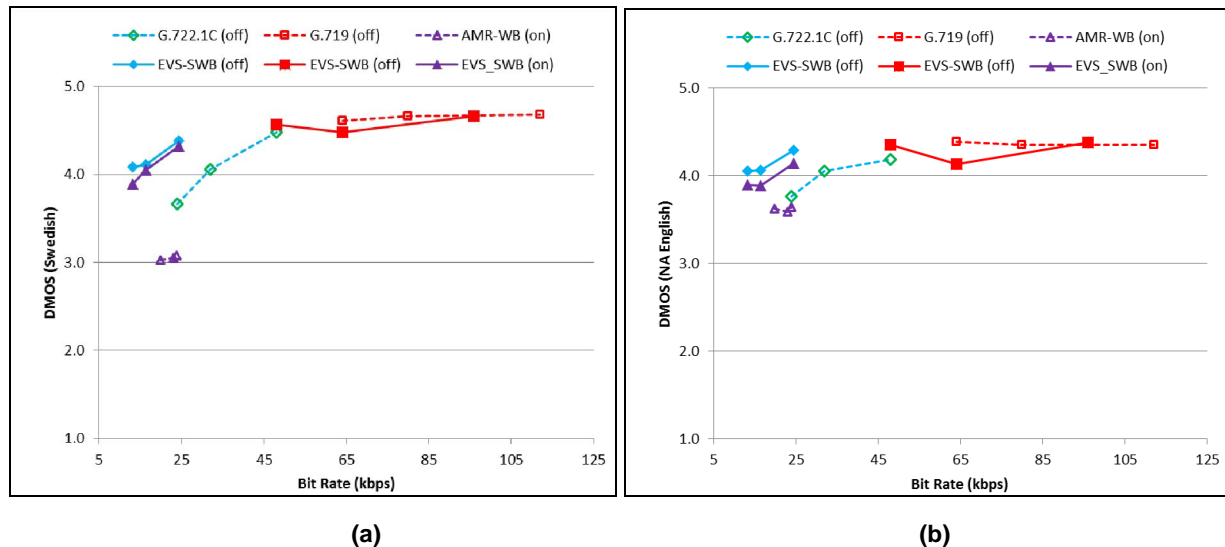 G.722.1C (off) G.719 (off) AMR-WB (on)
EVS-SWB (off) EVS-SWB (off) EVS_SWB (on)
5.0
4.0
3.0
2.0
1.0
DMOS (Swedish)
5 25 45 65 85 105 125
Bit Rate (kbps)
(a)
G.722.1C (off) G.719 (off) AMR-WB (on)
EVS-SWB (off) EVS-SWB (off) EVS_SWB (on)
5.0
4.0
3.0
2.0
1.0
DMOS (NA English)
5 25 45 65 85 105 125
Bit Rate (kbps)
(b)